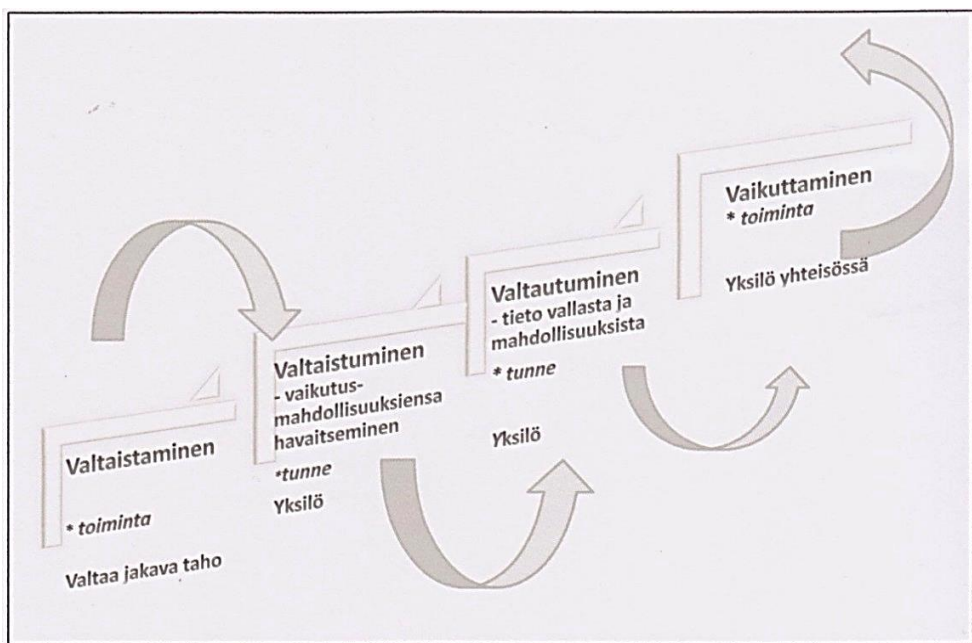 Valtaistaminen
* toiminta
Valtaa jakava taho
Valtaistuminen
- vaikutus-
mahdollisuuksiensa
havaitseminen
*tunne
Yksilö
Valtautuminen
- tieto vallasta ja
mahdollisuuksista
* tunne
Yksilö
Vaikuttaminen
* toiminta
Yksilö yhteisössä